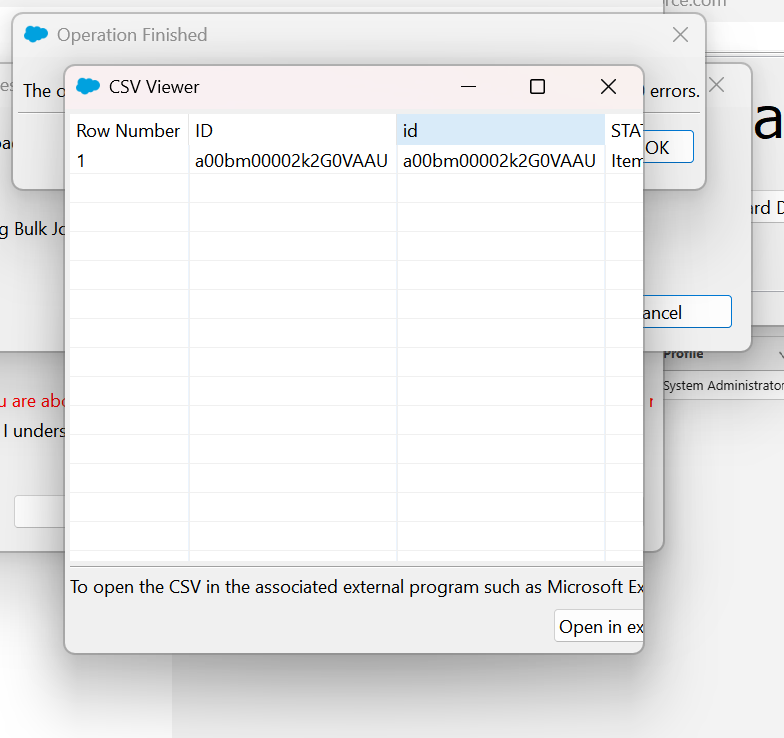 rce.com
Operation Finished
The o
errors.
CSV Viewer
Row Number ID id STAT
1 a00bm00002k2G0VAAU a00bm00002k2G0VAAU Item
OK
a
ard D
g Bulk Jo
ancel
Profile
System Administrator
u are abo
r
I unders
To open the CSV in the associated external program such as Microsoft Ex
Open in ex